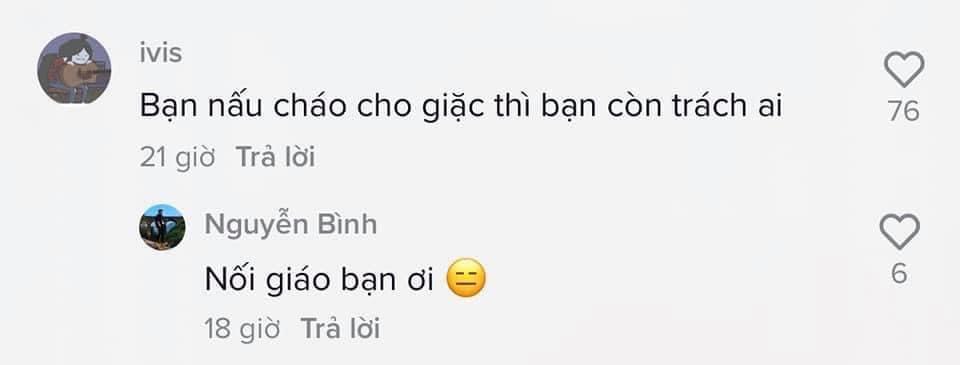 ivis
Bạn nấu cháo cho giặc thì bạn còn trách ai
76
21 giờ Trả lời
Nguyễn Bình
Nối giáo bạn ơi 😑
6
18 giờ Trả lời